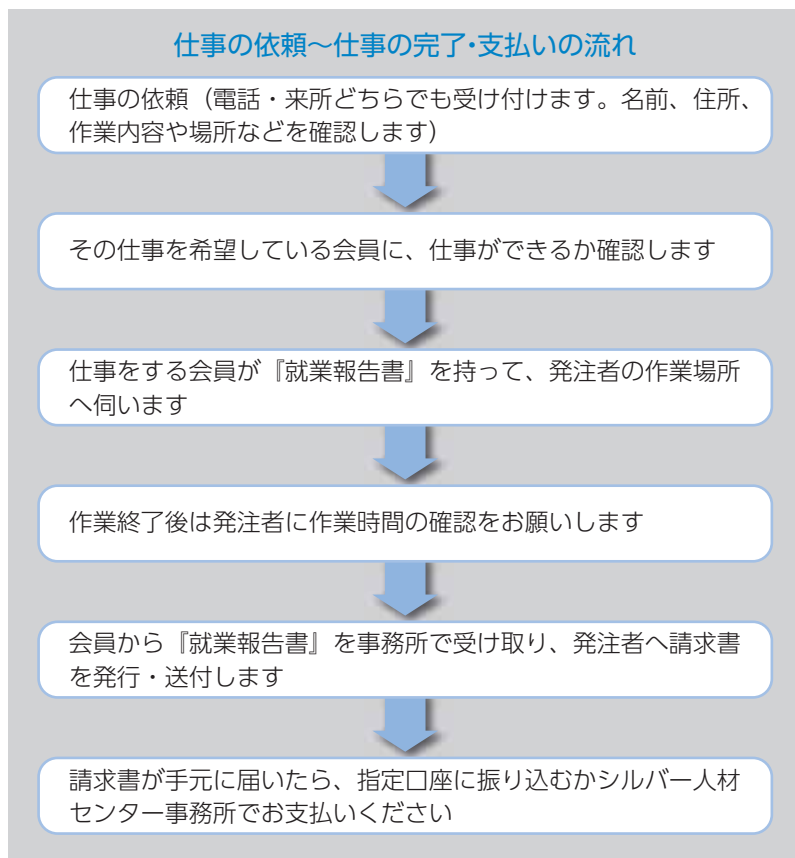 仕事の依頼～仕事の完了・支払いの流れ
仕事の依頼（電話・来所どちらでも受け付けます。名前、住所、
作業内容や場所などを確認します）
その仕事を希望している会員に、仕事ができるか確認します
仕事をする会員が『就業報告書』を持って、発注者の作業場所
へ伺います
作業終了後は発注者に作業時間の確認をお願いします
会員から『就業報告書』を事務所で受け取り、発注者へ請求書
を発行・送付します
請求書が手元に届いたら、指定口座に振り込むかシルバー人材
センター事務所でお支払いください